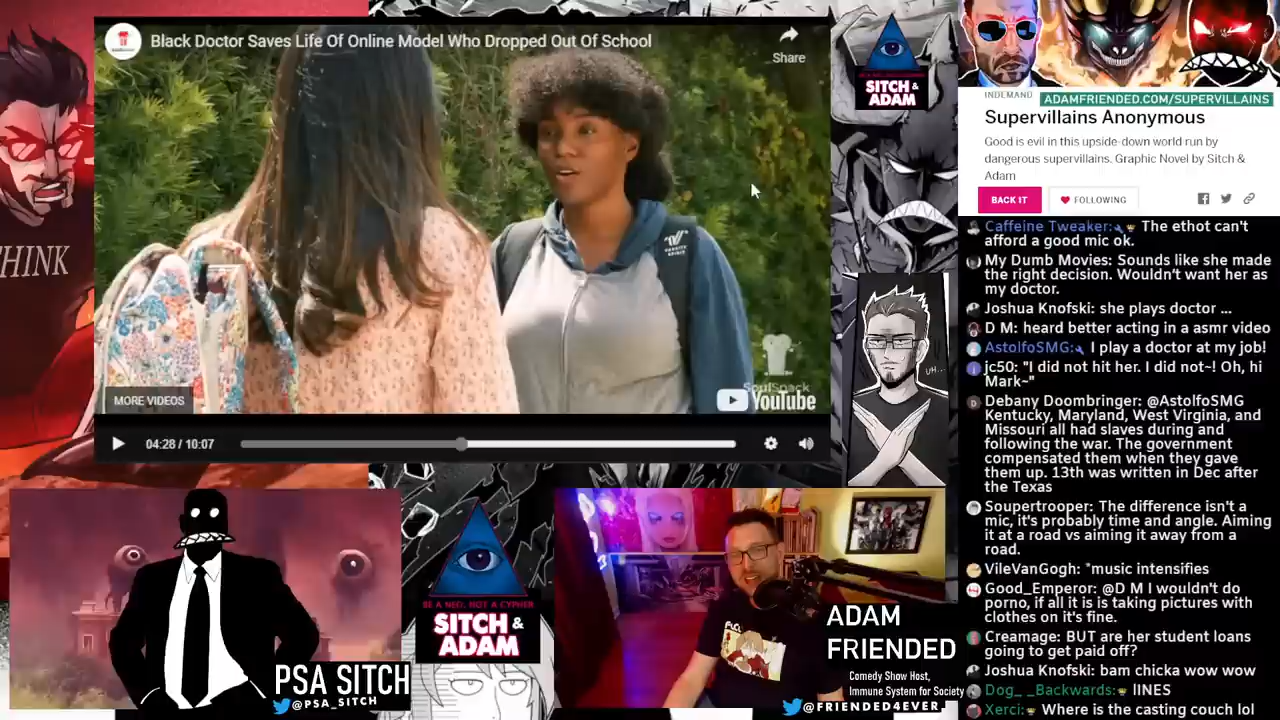 Black Doctor Saves Life Of Online Model Who Dropped Out Of School
Share
MORE VIDEOS
SoulSnack
YouTube
04:28 / 10:07
HINK
SITCH &
ADAM
UH...
INDEMAND
ADAMFRIENDED.COM/SUPERVILLAINS
Supervillains Anonymous
Good is evil in this upside-down world run by
dangerous supervillains. Graphic Novel by Sitch &
Adam
BACK IT
FOLLOWING
Caffeine Tweaker: The ethot can't
afford a good mic ok.
My Dumb Movies: Sounds like she made
the right decision. Wouldn't want her as
my doctor.
Joshua Knofski: she plays doctor ...
D M: heard better acting in a asmr video
AstolfoSMG: I play a doctor at my job!
jc50: "I did not hit her. I did not~! Oh, hi
Mark~"
Debany Doombringer: @AstolfoSMG
Kentucky, Maryland, West Virginia, and
Missouri all had slaves during and
following the war. The government
compensated them when they gave
them up. 13th was written in Dec after
the Texas
Soupertrooper: The difference isn't a
mic, it's probably time and angle. Aiming
it at a road vs aiming it away from a
road.
VileVanGogh: *music intensifies
Good_Emperor: @D M i wouldn't do
porno, if all it is is taking pictures with
clothes on it's fine.
Creamage: BUT are her student loans
going to get paid off?
Joshua Knofski: bam chicka wow wow
Dog_ _Backwards: lINES
Xerci: Where is the casting couch lol
PSA SITCH
@PSA_SITCH
BE A NEO, NOT A CYPHER
SITCH &
ADAM
ADAM
FRIENDED
Comedy Show Host,
Immune System for Society
@FRIENDED4EVER